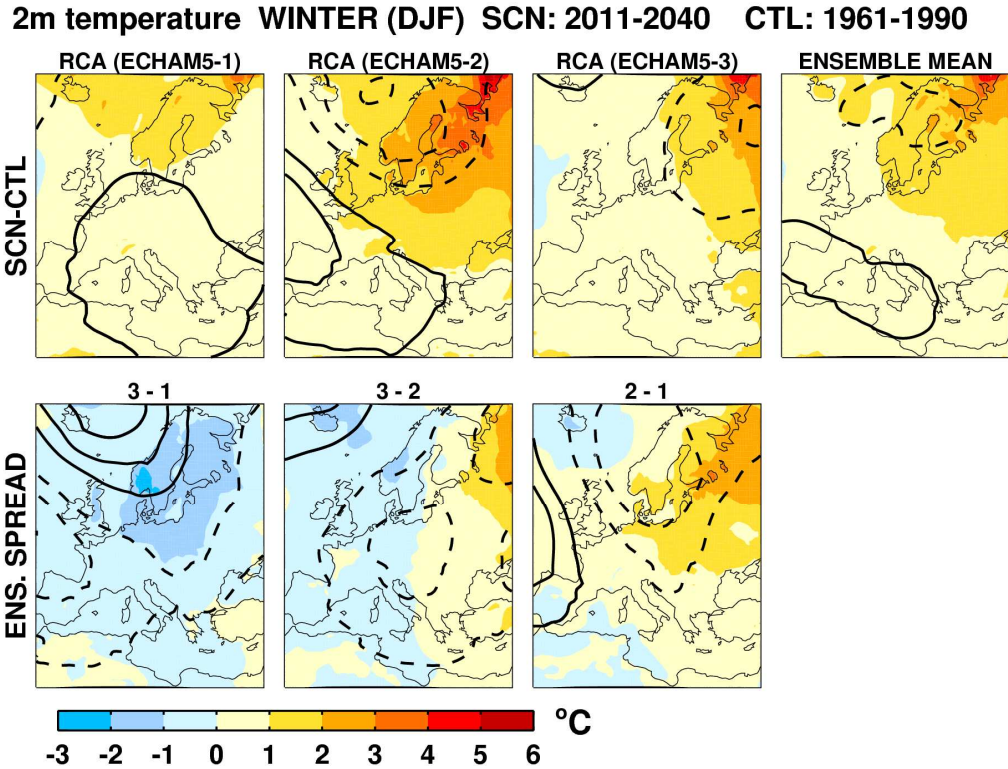 2m temperature WINTER (DJF) SCN: 2011-2040 CTL: 1961-1990
RCA (ECHAM5-1) RCA (ECHAM5-2) RCA (ECHAM5-3) ENSEMBLE MEAN
SCN-CTL
3 - 1 3 - 2 2 - 1
ENS. SPREAD
-3 -2 -1 0 1 2 3 4 5 6 ºC